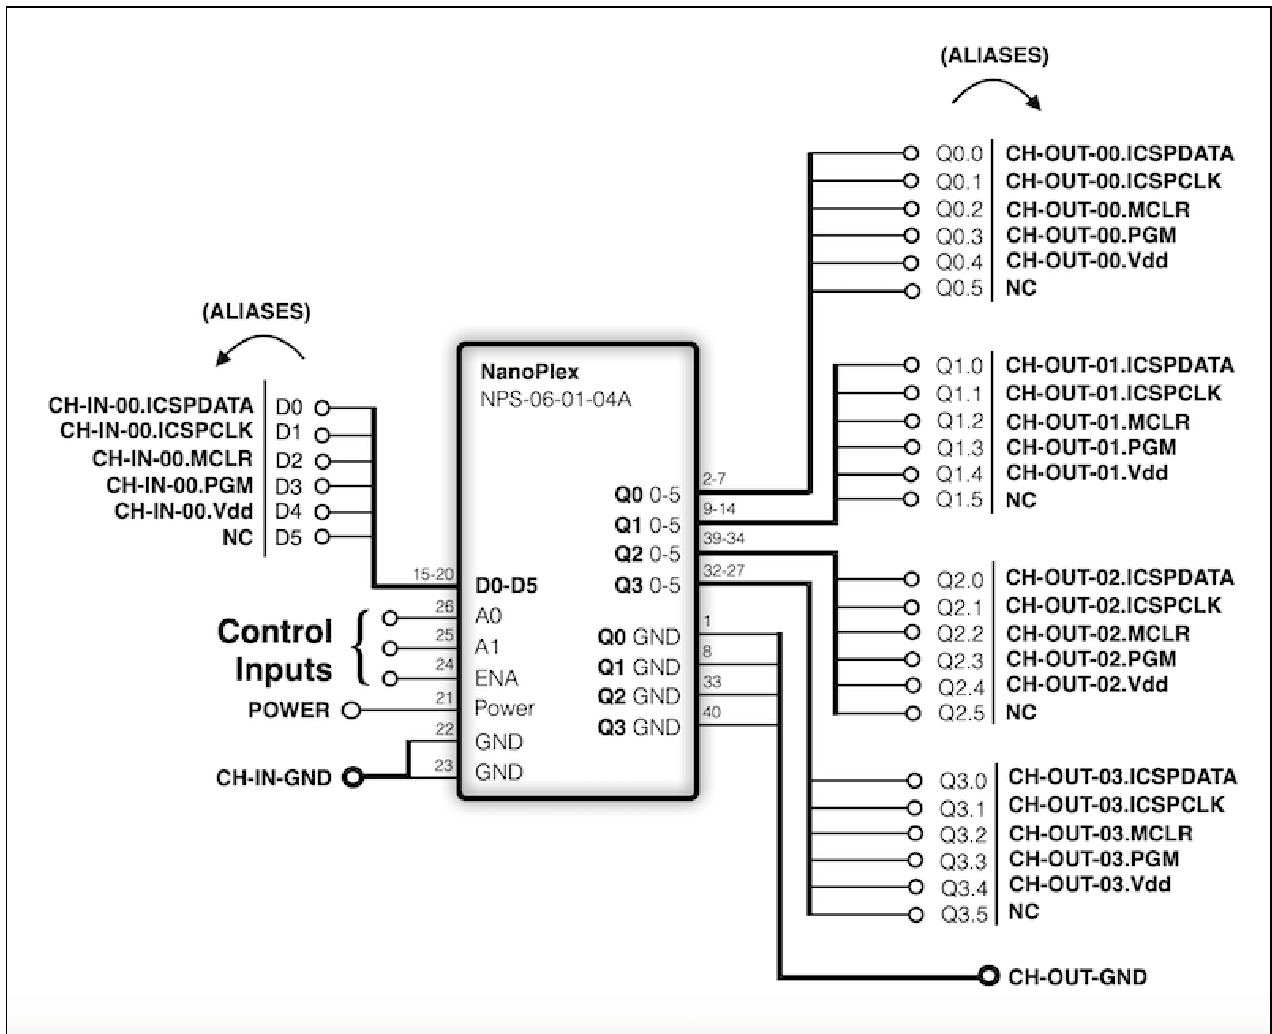 (ALIASES)
Q0.0 CH-OUT-00.ICSPDATA
Q0.1 CH-OUT-00.ICSPCLK
Q0.2 CH-OUT-00.MCLR
Q0.3 CH-OUT-00.PGM
Q0.4 CH-OUT-00.Vdd
Q0.5 NC
(ALIASES)
CH-IN-00.ICSPDATA D0
CH-IN-00.ICSPCLK D1
CH-IN-00.MCLR D2
CH-IN-00.PGM D3
CH-IN-00.Vdd D4
NC D5
NanoPlex
NPS-06-01-04A
Q0 0-5 2-7
Q1 0-5 9-14
Q2 0-5 39-34
Q3 0-5 32-27
15-20 D0-D5
26 A0
25 A1
24 ENA
Control
Inputs
POWER 21 Power
22 GND
CH-IN-GND 23 GND
Q0 GND 1
Q1 GND 8
Q2 GND 33
Q3 GND 40
Q1.0 CH-OUT-01.ICSPDATA
Q1.1 CH-OUT-01.ICSPCLK
Q1.2 CH-OUT-01.MCLR
Q1.3 CH-OUT-01.PGM
Q1.4 CH-OUT-01.Vdd
Q1.5 NC
Q2.0 CH-OUT-02.ICSPDATA
Q2.1 CH-OUT-02.ICSPCLK
Q2.2 CH-OUT-02.MCLR
Q2.3 CH-OUT-02.PGM
Q2.4 CH-OUT-02.Vdd
Q2.5 NC
Q3.0 CH-OUT-03.ICSPDATA
Q3.1 CH-OUT-03.ICSPCLK
Q3.2 CH-OUT-03.MCLR
Q3.3 CH-OUT-03.PGM
Q3.4 CH-OUT-03.Vdd
Q3.5 NC
CH-OUT-GND